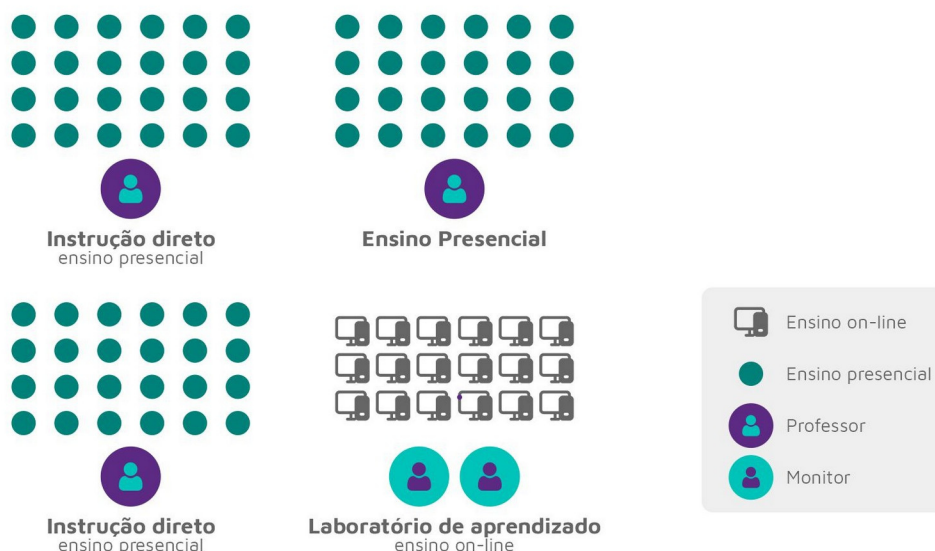 Instrução direto
ensino presencial
Ensino Presencial
Instrução direto
ensino presencial
Laboratório de aprendizado
ensino on-line
Ensino on-line
Ensino presencial
Professor
Monitor